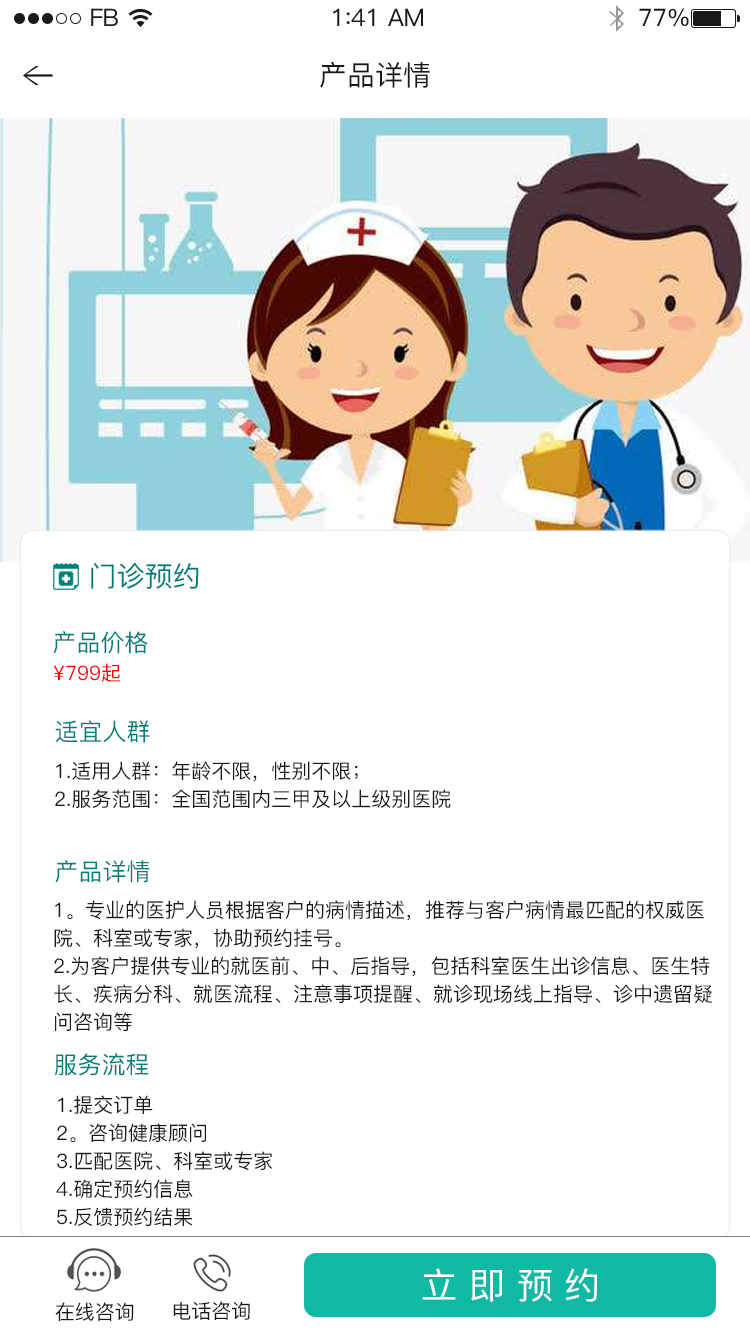 FB
1:41 AM
77%
产品详情
门诊预约
产品价格
¥799起
适宜人群
1.适用人群：年龄不限，性别不限；
2.服务范围：全国范围内三甲及以上级别医院
产品详情
1。专业的医护人员根据客户的病情描述，推荐与客户病情最匹配的权威医
院、科室或专家，协助预约挂号。
2.为客户提供专业的就医前、中、后指导，包括科室医生出诊信息、医生特
长、疾病分科、就医流程、注意事项提醒、就诊现场线上指导、诊中遗留疑
问咨询等
服务流程
1.提交订单
2。咨询健康顾问
3.匹配医院、科室或专家
4.确定预约信息
5.反馈预约结果
在线咨询
电话咨询
立即预约